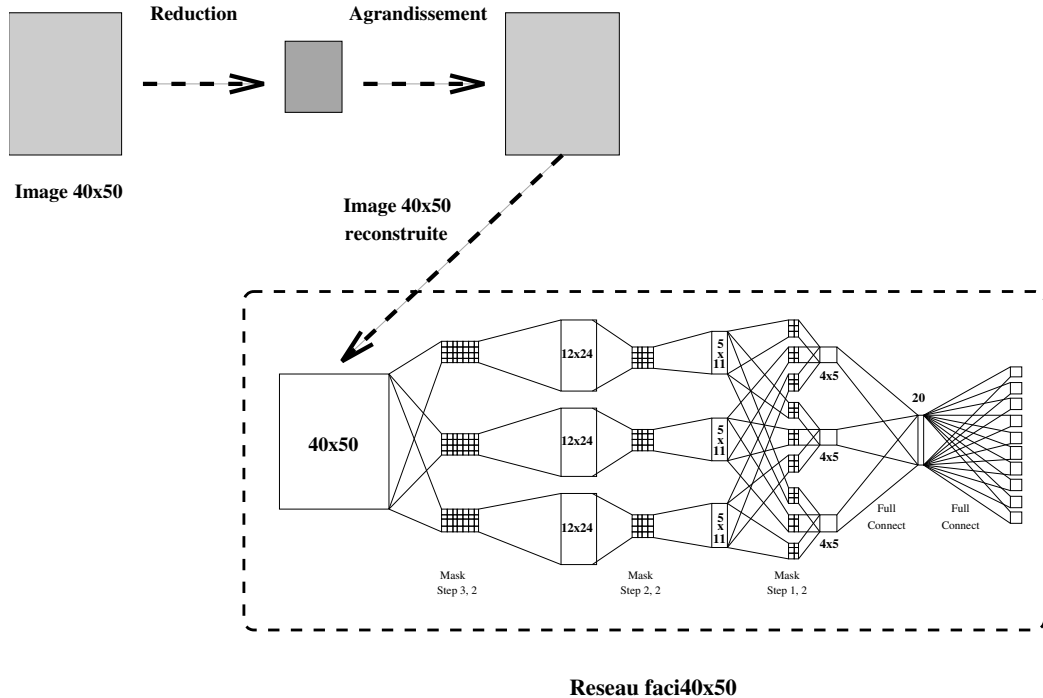 Reduction
Agrandissement
Image 40x50
Image 40x50
reconstruite
40x50
12x24
12x24
12x24
5
x
11
5
x
11
5
x
11
4x5
4x5
4x5
20
Full
Connect
Full
Connect
Mask
Step 3, 2
Mask
Step 2, 2
Mask
Step 1, 2
Reseau faci40x50